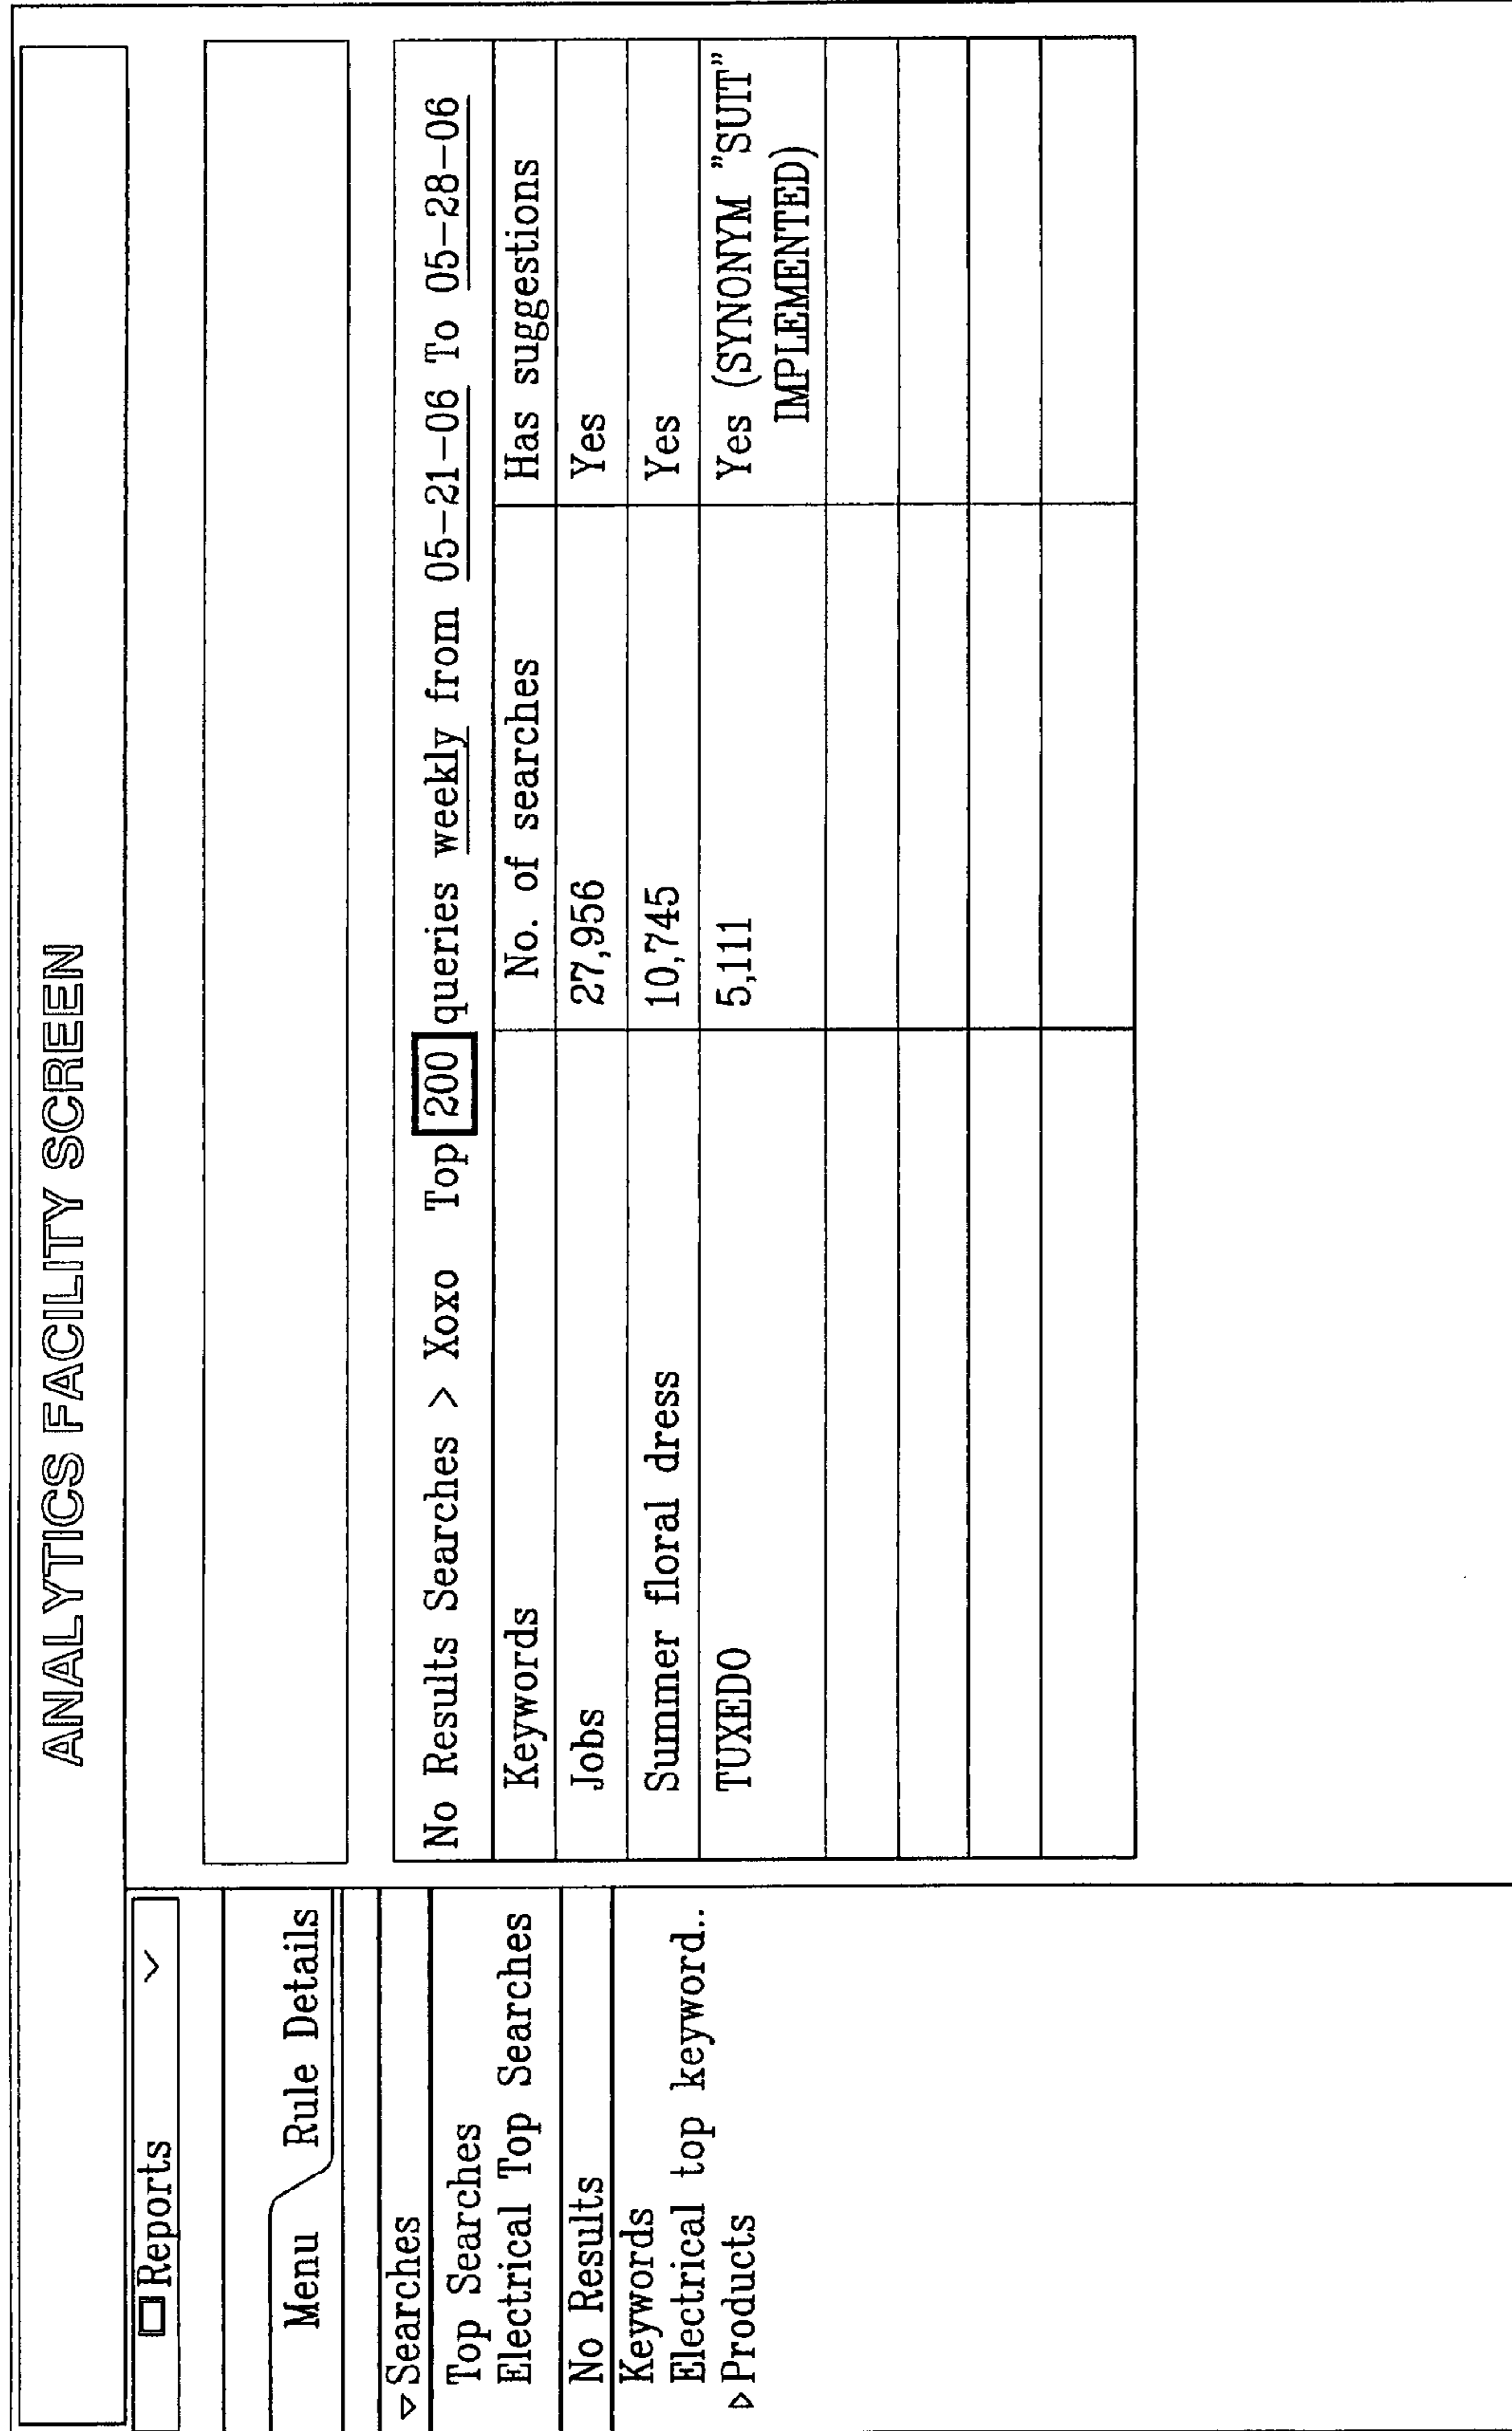 ANALYTICS FACILITY SCREEN
Reports
Menu Rule Details
Searches
Top Searches
Electrical Top Searches
No Results
Keywords
Electrical top keyword..
Products
No Results Searches > Xoxo Top 200 queries weekly from 05-21-06 To 05-28-06
Keywords No. of searches Has suggestions
Jobs 27,956 Yes
Summer floral dress 10,745 Yes
TUXEDO 5,111 Yes (SYNONYM "SUIT"
IMPLEMENTED)